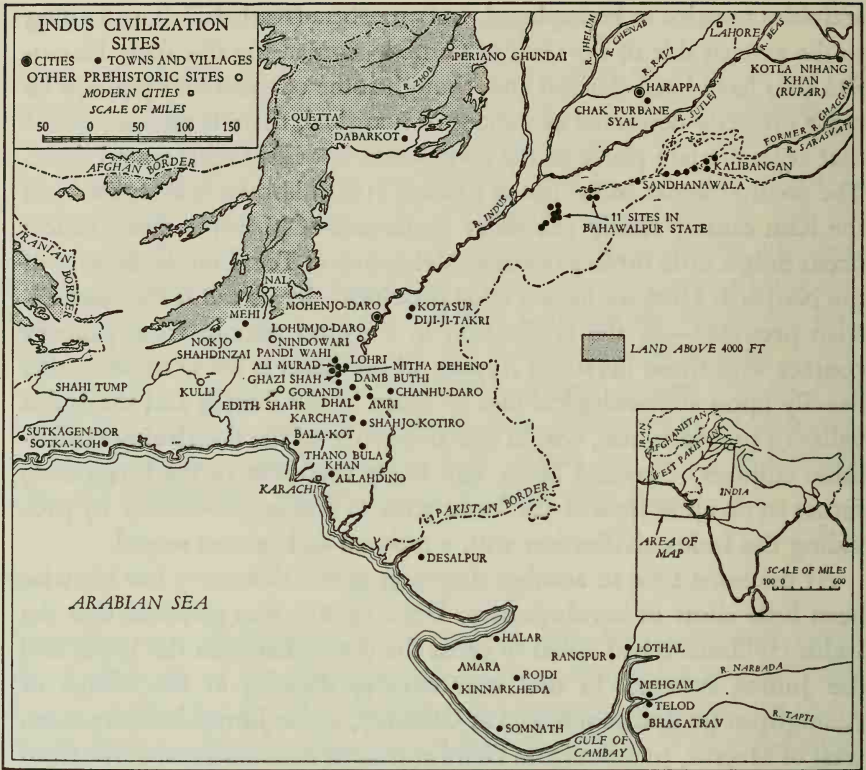 INDUS CIVILIZATION
SITES
CITIES TOWNS AND VILLAGES
OTHER PREHISTORIC SITES
MODERN CITIES
SCALE OF MILES
50 0 50 100 150
PERIANO GHUNDAI
R. ZHOB
QUETTA
DABARKOT
R. JHELUM
R. CHENAB
R. RAVI
LAHORE
R. BEAS
HARAPPA
CHAK PURBANE
SYAL
R. SUTLEJ
KOTLA NIHANG
KHAN
(RUPAR)
FORMER R. GHAGGAR
R. SARASVATI
KALIBANGAN
SANDHANAWALA
11 SITES IN
BAHAWALPUR STATE
R. INDUS
AFGHAN BORDER
IRANIAN
BORDER
NAL
MEHI
MOHENJO-DARO
KOTASUR
DIJI-JI-TAKRI
NOKJO
SHAHDINZAI
LOHUMJO-DARO
NINDOWARI
PANDI WAHI
LOHRI
ALI MURAD
MITHA DEHENO
GHAZI SHAH
DAMB BUTHI
GORANDI
CHANHU-DARO
EDITH SHAHR
DHAL
AMRI
SHAHI TUMP
KULLI
KARCHAT
SHAHJO-KOTIRO
SUTKAGEN-DOR
SOTKA-KOH
BALA-KOT
THANO BULA
KHAN
ALLAHDINO
KARACHI
LAND ABOVE 4000 FT
PAKISTAN BORDER
DESALPUR
ARABIAN SEA
HALAR
AMARA
ROJDI
KINNARKHEDA
SOMNATH
RANGPUR
LOTHAL
MEHGAM
TELOD
BHAGATRAV
R. NARBADA
R. TAPTI
GULF OF
CAMBAY
IRAN
AFGHANISTAN
WEST PAKISTAN
INDIA
AREA OF
MAP
SCALE OF MILES
100 0 600